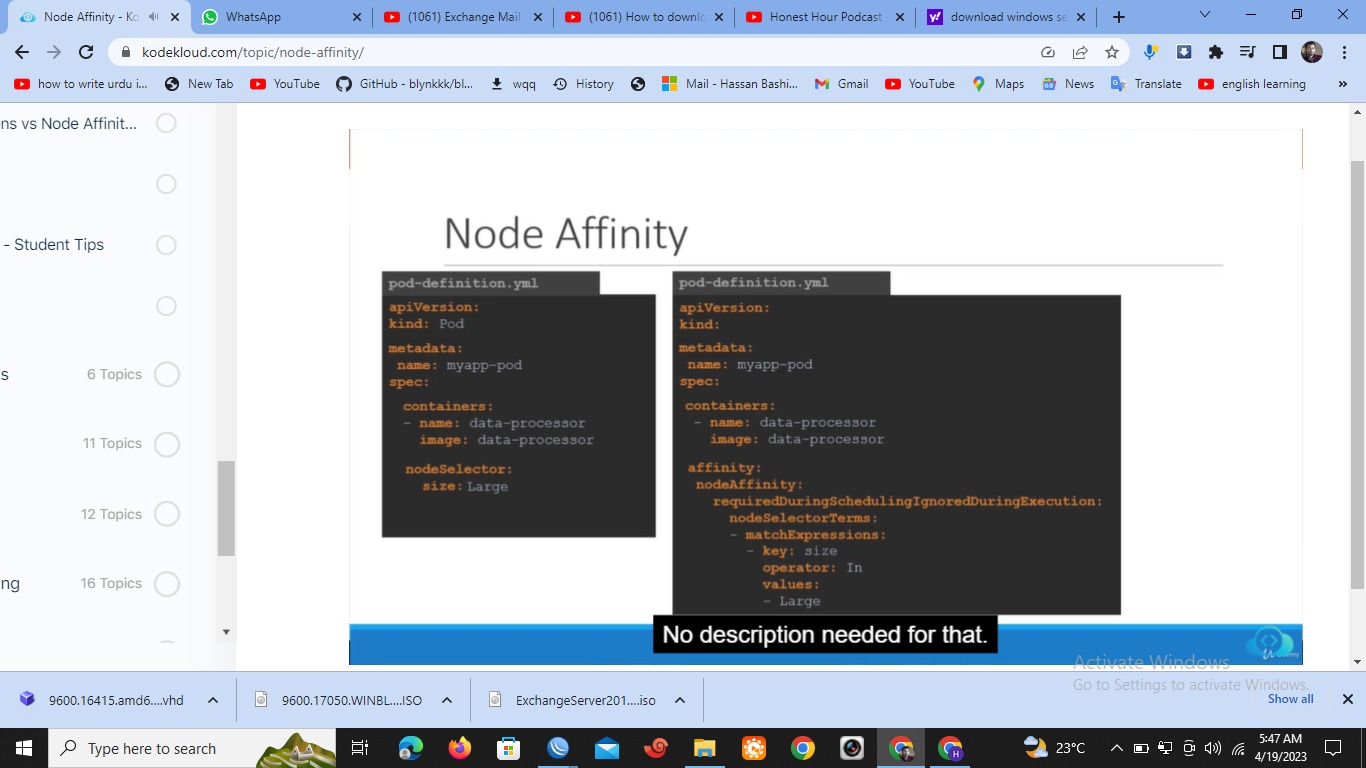 Node Affinity - Ko
WhatsApp
(1061) Exchange Mail
(1061) How to downlo
Honest Hour Podcast
download windows se
kodekloud.com/topic/node-affinity/
how to write urdu i...
New Tab
YouTube
GitHub - blynkkk/bl...
wqq
History
Mail - Hassan Bashi...
Gmail
YouTube
Maps
News
Translate
english learning
»
ns vs Node Affinit...
- Student Tips
s
6 Topics
11 Topics
12 Topics
ng
16 Topics
Node Affinity
pod-definition.yml
apiVersion:
kind: Pod
metadata:
name: myapp-pod
spec:
containers:
- name: data-processor
image: data-processor
nodeSelector:
size: Large
pod-definition.yml
apiVersion:
kind:
metadata:
name: myapp-pod
spec:
containers:
- name: data-processor
image: data-processor
affinity:
nodeAffinity:
requiredDuringSchedulingIgnoredDuringExecution:
nodeSelectorTerms:
- matchExpressions:
- key: size
operator: In
values:
- Large
No description needed for that.
Activate Windows
Go to Settings to activate Windows.
9600.16415.amd6....vhd
9600.17050.WINBL....ISO
ExchangeServer201....iso
Show all
Type here to search
H
23°C
5:47 AM
4/19/2023